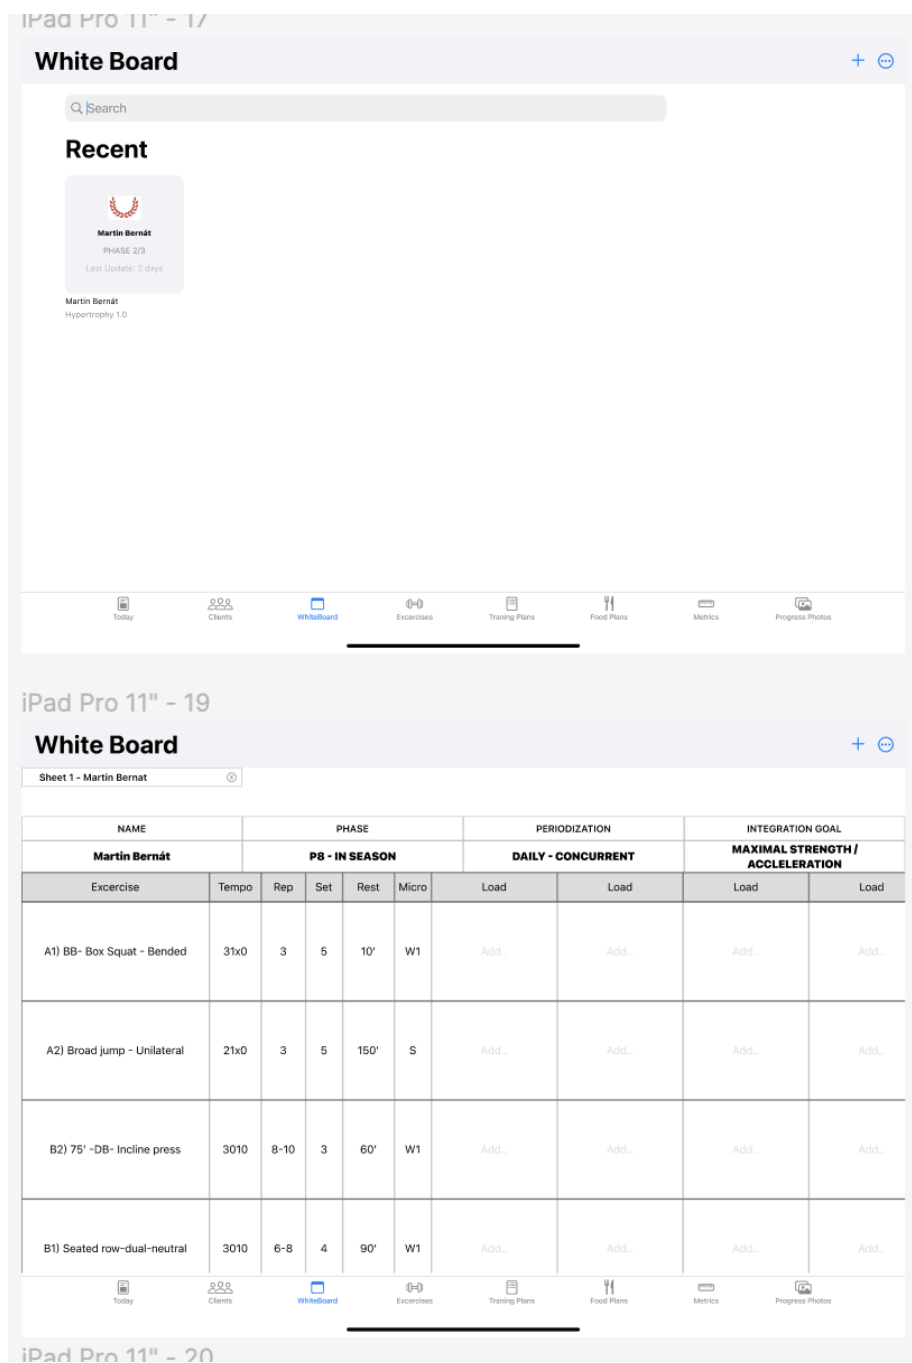 iPad Pro 11" - 17
White Board
Search
Recent
Martin Bernát
PHASE 2/3
Last Update: 2 days
Martin Bernát
Hypertrophy 1.0
Today Clients WhiteBoard Excercises Traning Plans Food Plans Metrics Progress Photos
iPad Pro 11" - 19
White Board
Sheet 1 - Martin Bernat
NAME PHASE PERIODIZATION INTEGRATION GOAL
Martin Bernát P8 - IN SEASON DAILY - CONCURRENT MAXIMAL STRENGTH /
ACCLELERATION
Excercise Tempo Rep Set Rest Micro Load Load Load Load
A1) BB- Box Squat - Bended 31x0 3 5 10' W1 Add.. Add.. Add.. Add..
A2) Broad jump - Unilateral 21x0 3 5 150' S Add.. Add.. Add.. Add..
B2) 75' -DB- Incline press 3010 8-10 3 60' W1 Add.. Add.. Add.. Add..
B1) Seated row-dual-neutral 3010 6-8 4 90' W1 Add.. Add.. Add.. Add..
Today Clients WhiteBoard Excercises Traning Plans Food Plans Metrics Progress Photos
iPad Pro 11" - 20